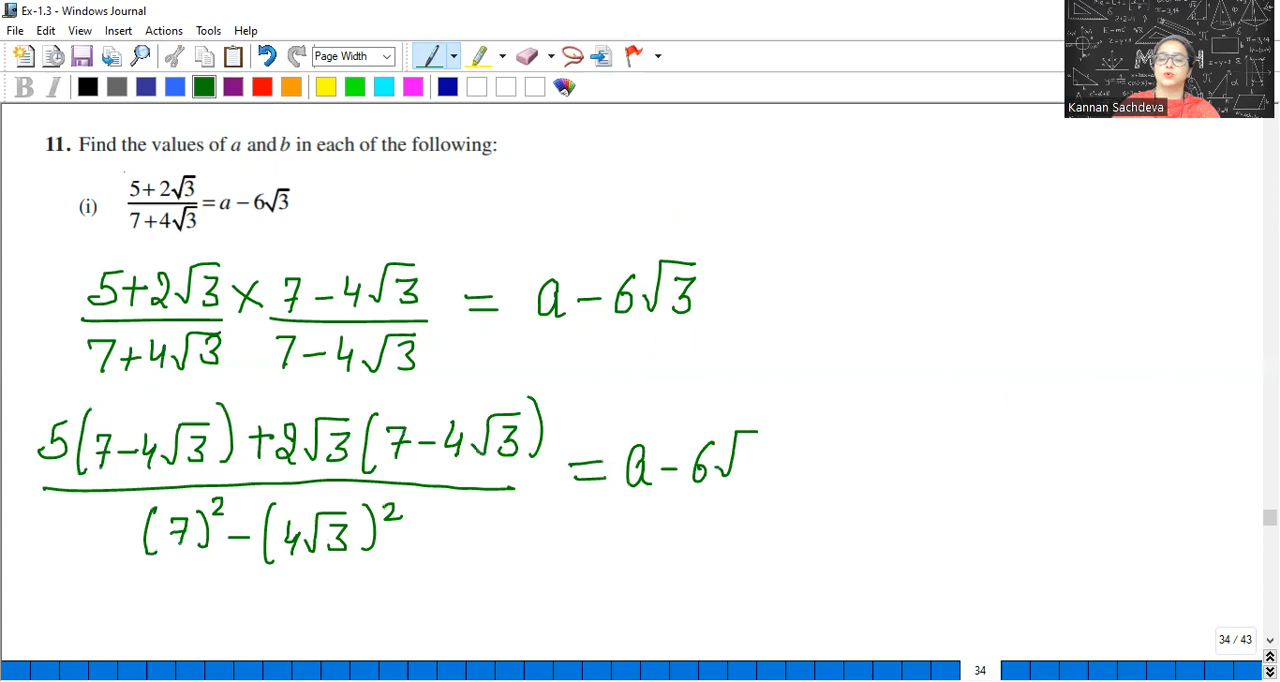 Ex-1.3 - Windows Journal
File Edit View Insert Actions Tools Help
Page Width
B I
Kannan Sachdeva
11. Find the values of a and b in each of the following:
(i) (5+2√3)/(7+4√3) = a − 6√3
(5+2√3)/(7+4√3) × (7−4√3)/(7−4√3) = a − 6√3
(5(7−4√3)+2√3(7−4√3))/((7)²−(4√3)²) = a − 6√
34 / 43
34